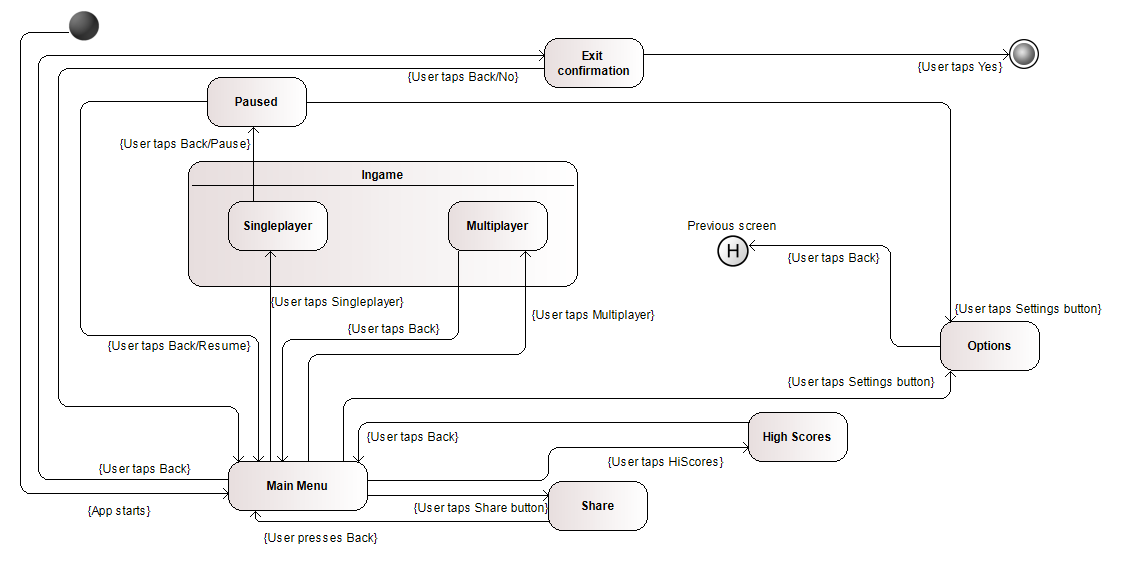 Exit
confirmation
{User taps Yes}
{User taps Back/No}
Paused
{User taps Back/Pause}
Ingame
Singleplayer
Multiplayer
Previous screen
H
{User taps Back}
{User taps Singleplayer}
{User taps Settings button}
{User taps Multiplayer}
{User taps Back}
{User taps Back/Resume}
Options
{User taps Settings button}
{User taps Back}
High Scores
{User taps HiScores}
{User taps Back}
Main Menu
{User taps Share button}
Share
{App starts}
{User presses Back}